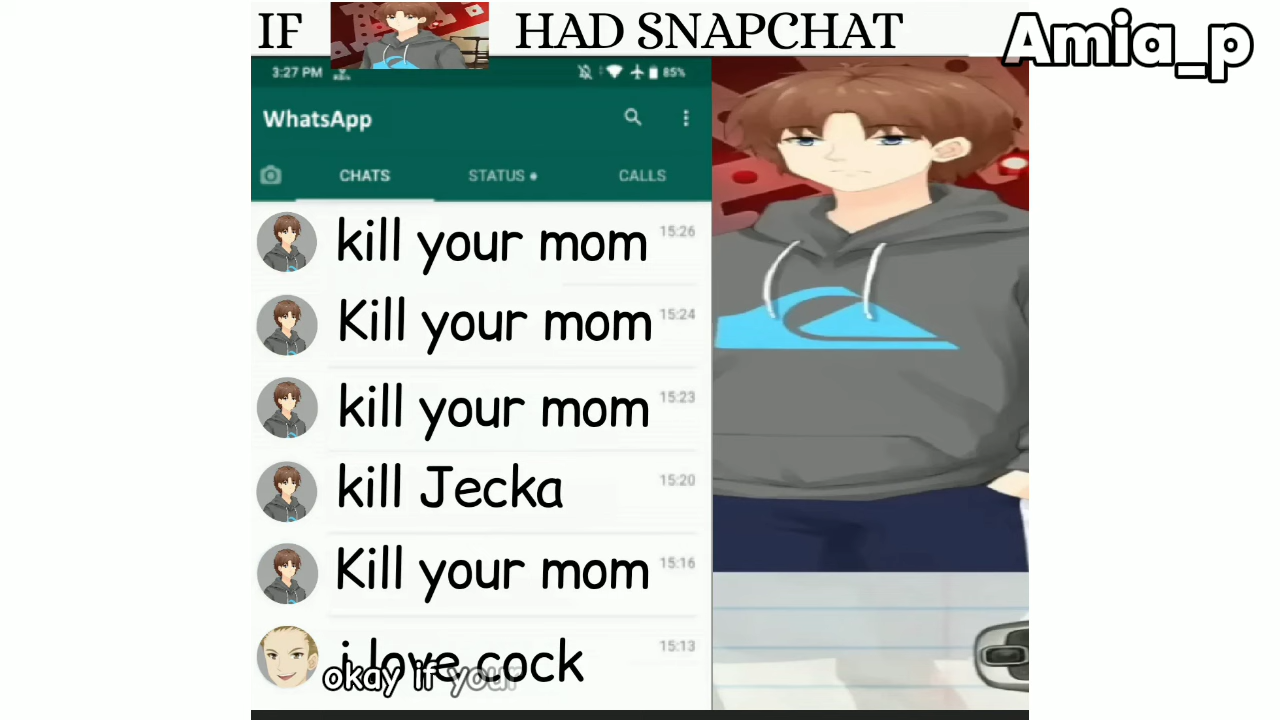 IF HAD SNAPCHAT
Amia_p
3:27 PM 85%
WhatsApp
CHATS STATUS CALLS
kill your mom 15:26
Kill your mom 15:24
kill your mom 15:23
kill Jecka 15:20
Kill your mom 15:16
i love cock 15:13
okay if your